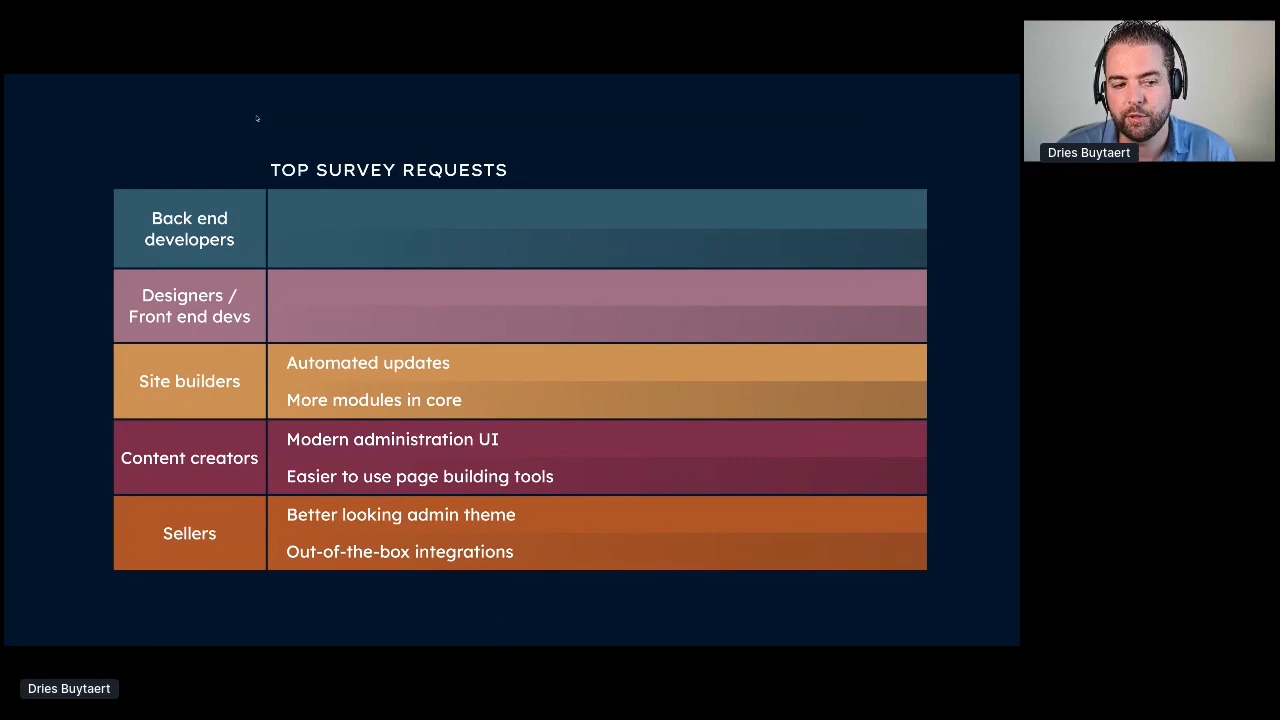 Dries Buytaert
TOP SURVEY REQUESTS
Back end
developers
Designers /
Front end devs
Site builders
Automated updates
More modules in core
Content creators
Modern administration UI
Easier to use page building tools
Sellers
Better looking admin theme
Out-of-the-box integrations
Dries Buytaert